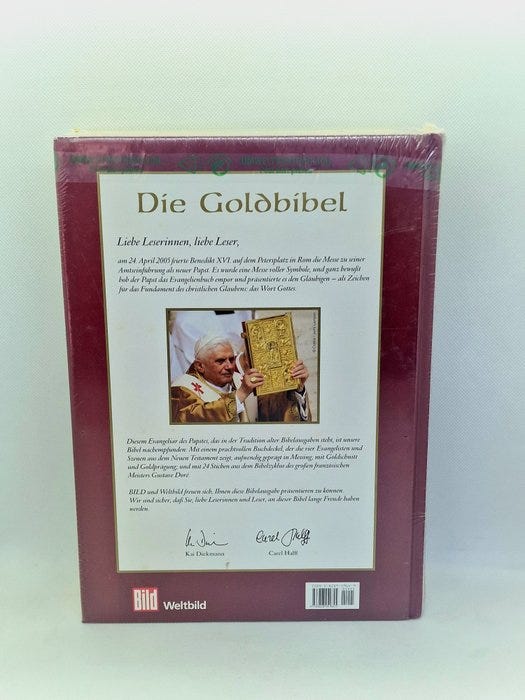 Die Goldbibel
Liebe Leserinnen, liebe Leser,
am 24. April 2005 feierte Benedikt XVI. auf dem Petersplatz in Rom die Messe zu seiner
Amtseinführung als neuer Papst. Es wurde eine Messe voller Symbole, und ganz bewußt
hob der Papst das Evangelienbuch empor und präsentierte es den Gläubigen – als Zeichen
für das Fundament des christlichen Glaubens: das Wort Gottes.
Diesem Evangeliar des Papstes, das in der Tradition alter Bibelausgaben steht, ist unsere
Bibel nachempfunden: Mit einem prachtvollen Buchdeckel, der die vier Evangelisten und
Szenen aus dem Neuen Testament zeigt, aufwendig geprägt in Messing, mit Goldschnitt
und Goldprägung; und mit 24 Stichen aus dem Bibelzyklus des großen französischen
Meisters Gustave Doré.
BILD und Weltbild freuen sich, Ihnen diese Bibelausgabe präsentieren zu können.
Wir sind sicher, daß Sie, liebe Leserinnen und Leser, an dieser Bibel lange Freude haben
werden.
Kai Diekmann
Carel Halff
Bild Weltbild